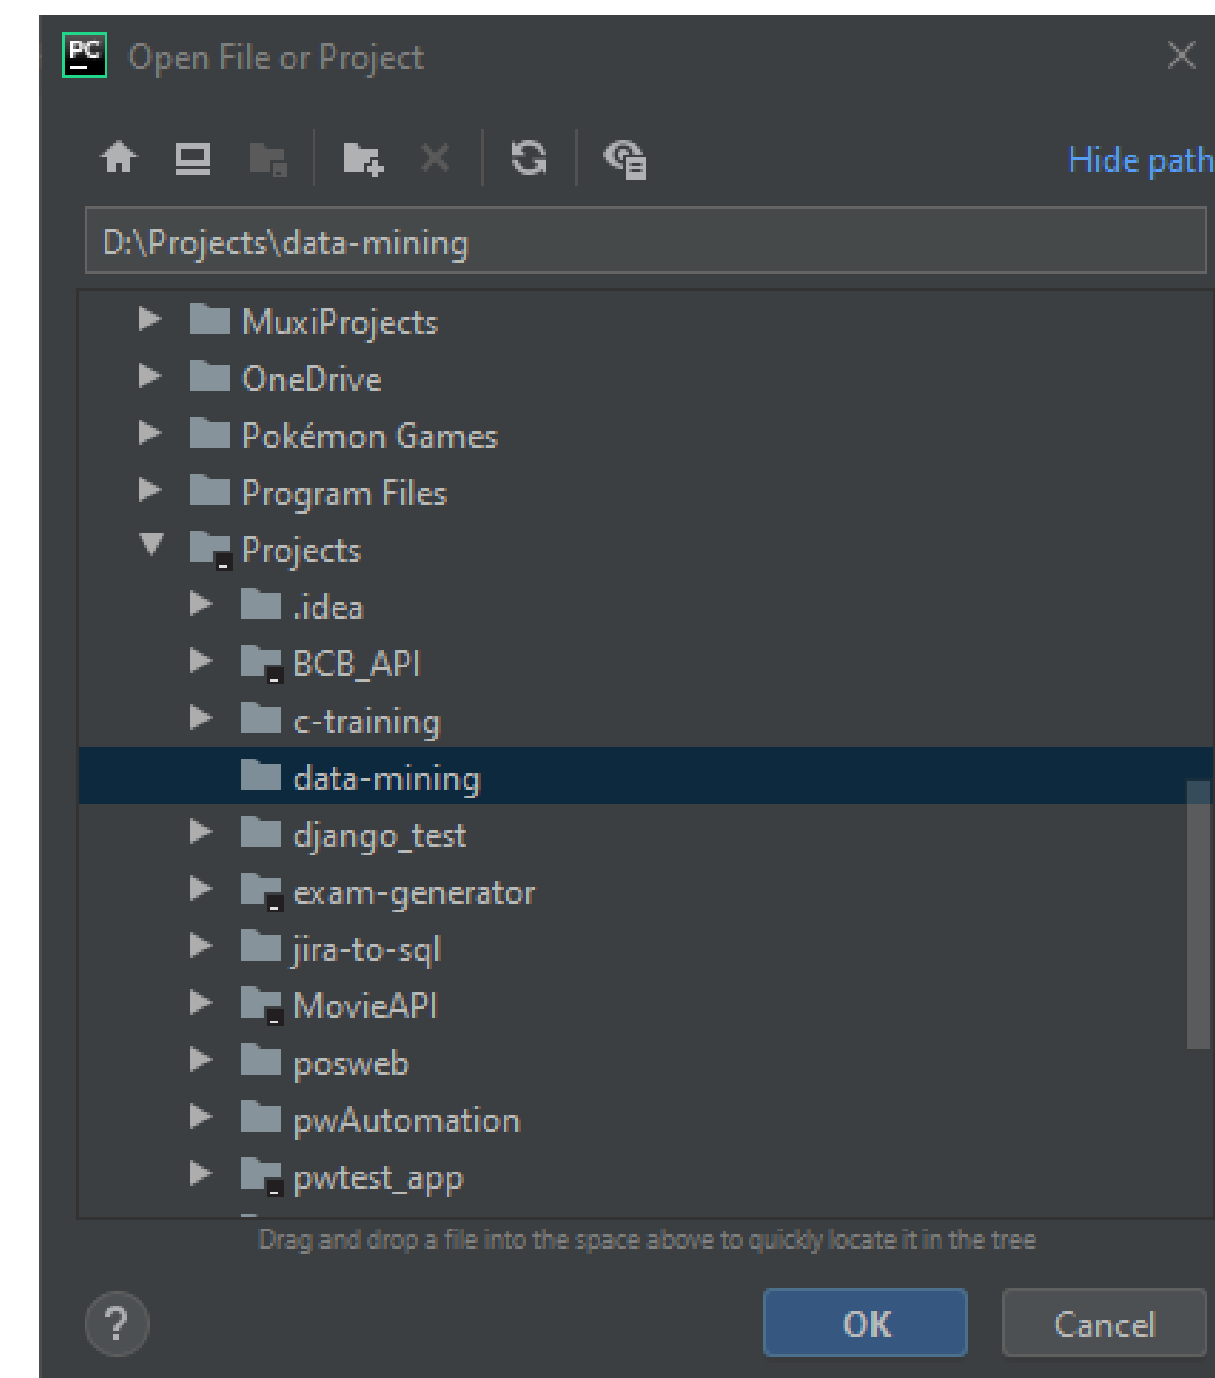 PC Open File or Project
Hide path
D:\Projects\data-mining
MuxiProjects
OneDrive
Pokémon Games
Program Files
Projects
.idea
BCB_API
c-training
data-mining
django_test
exam-generator
jira-to-sql
MovieAPI
posweb
pwAutomation
pwtest_app
Drag and drop a file into the space above to quickly locate it in the tree
? OK Cancel